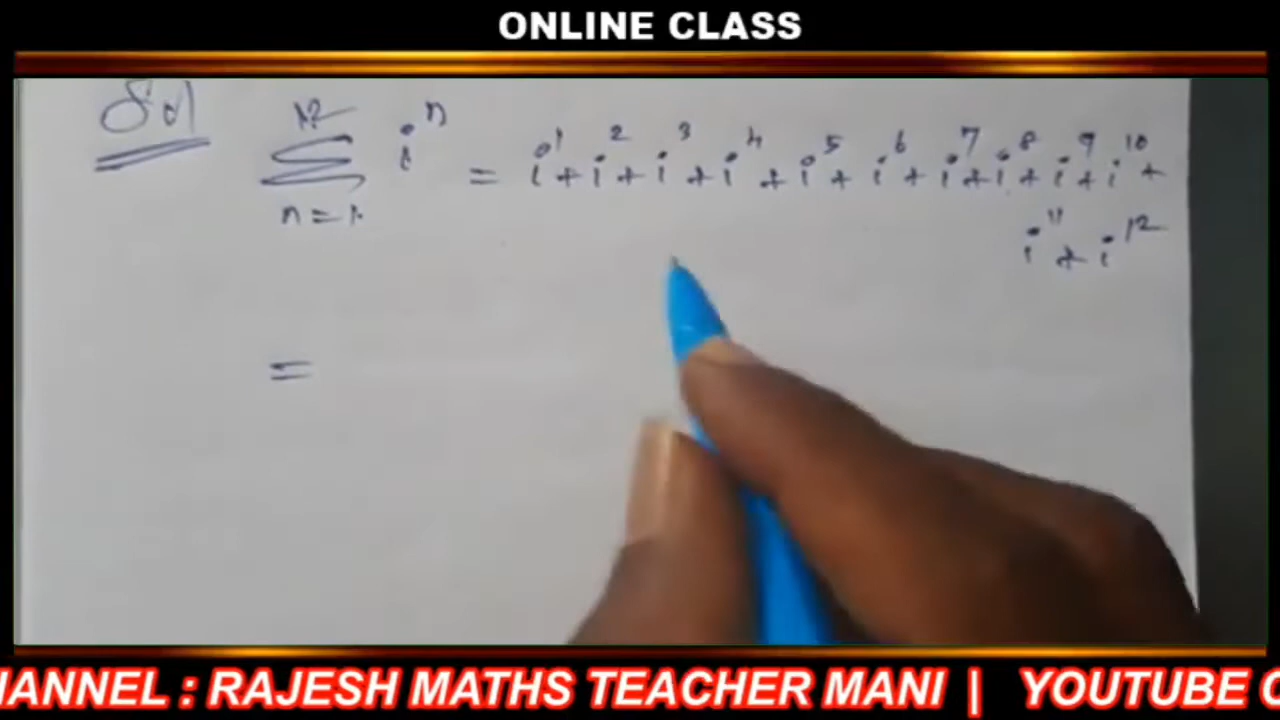 ONLINE CLASS
Sol
12
Σ iⁿ = i¹ + i² + i³ + i⁴ + i⁵ + i⁶ + i⁷ + i⁸ + i⁹ + i¹⁰ +
n = 1
i¹¹ + i¹²
=
HANNEL : RAJESH MATHS TEACHER MANI | YOUTUBE C